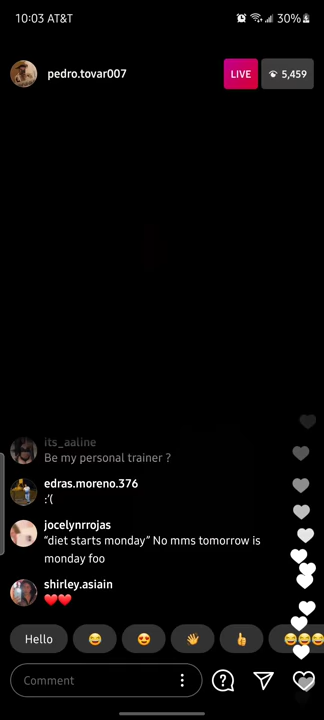 10:03 AT&T 30%
pedro.tovar007 LIVE 5,459
its_aaline
Be my personal trainer ?
edras.moreno.376
:'(
jocelynrrojas
“diet starts monday” No mms tomorrow is
monday foo
shirley.asiain
❤️❤️
Hello 😂 😍 👋 👍 😂😂😂
Comment